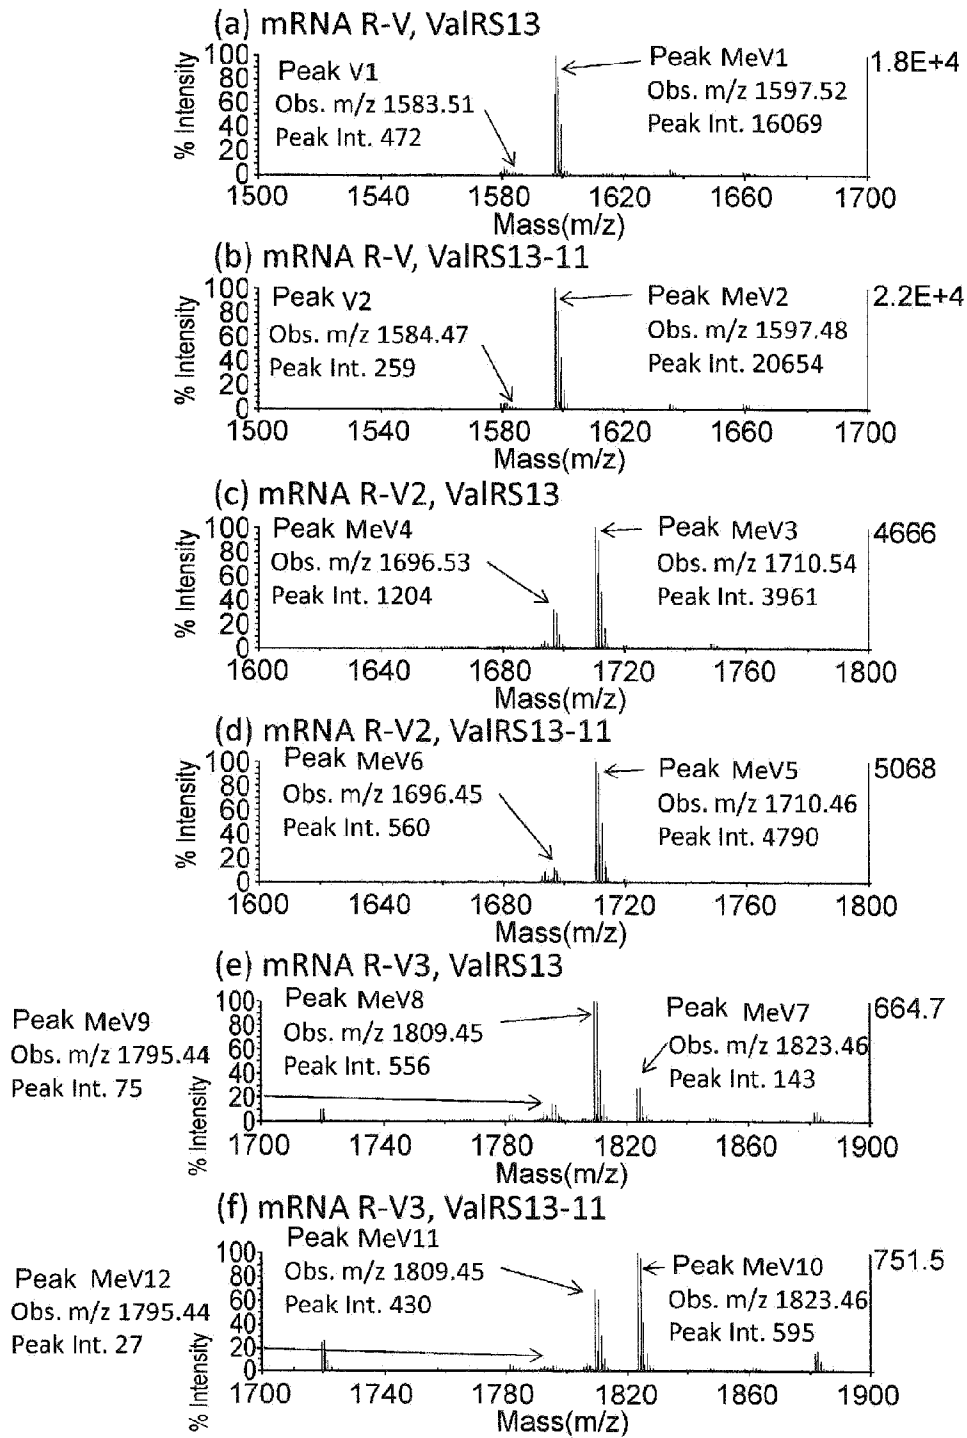 (a) mRNA R-V, ValRS13
% Intensity
100
80
60
40
20
0
Peak V1
Obs. m/z 1583.51
Peak Int. 472
Peak MeV1
Obs. m/z 1597.52
Peak Int. 16069
1.8E+4
1500 1540 1580 1620 1660 1700
Mass(m/z)
(b) mRNA R-V, ValRS13-11
% Intensity
100
80
60
40
20
0
Peak V2
Obs. m/z 1584.47
Peak Int. 259
Peak MeV2
Obs. m/z 1597.48
Peak Int. 20654
2.2E+4
1500 1540 1580 1620 1660 1700
Mass(m/z)
(c) mRNA R-V2, ValRS13
% Intensity
100
80
60
40
20
0
Peak MeV4
Obs. m/z 1696.53
Peak Int. 1204
Peak MeV3
Obs. m/z 1710.54
Peak Int. 3961
4666
1600 1640 1680 1720 1760 1800
Mass(m/z)
(d) mRNA R-V2, ValRS13-11
% Intensity
100
80
60
40
20
0
Peak MeV6
Obs. m/z 1696.45
Peak Int. 560
Peak MeV5
Obs. m/z 1710.46
Peak Int. 4790
5068
1600 1640 1680 1720 1760 1800
Mass(m/z)
(e) mRNA R-V3, ValRS13
Peak MeV9
Obs. m/z 1795.44
Peak Int. 75
% Intensity
100
80
60
40
20
0
Peak MeV8
Obs. m/z 1809.45
Peak Int. 556
Peak MeV7
Obs. m/z 1823.46
Peak Int. 143
664.7
1700 1740 1780 1820 1860 1900
Mass(m/z)
(f) mRNA R-V3, ValRS13-11
Peak MeV12
Obs. m/z 1795.44
Peak Int. 27
% Intensity
100
80
60
40
20
0
Peak MeV11
Obs. m/z 1809.45
Peak Int. 430
Peak MeV10
Obs. m/z 1823.46
Peak Int. 595
751.5
1700 1740 1780 1820 1860 1900
Mass(m/z)